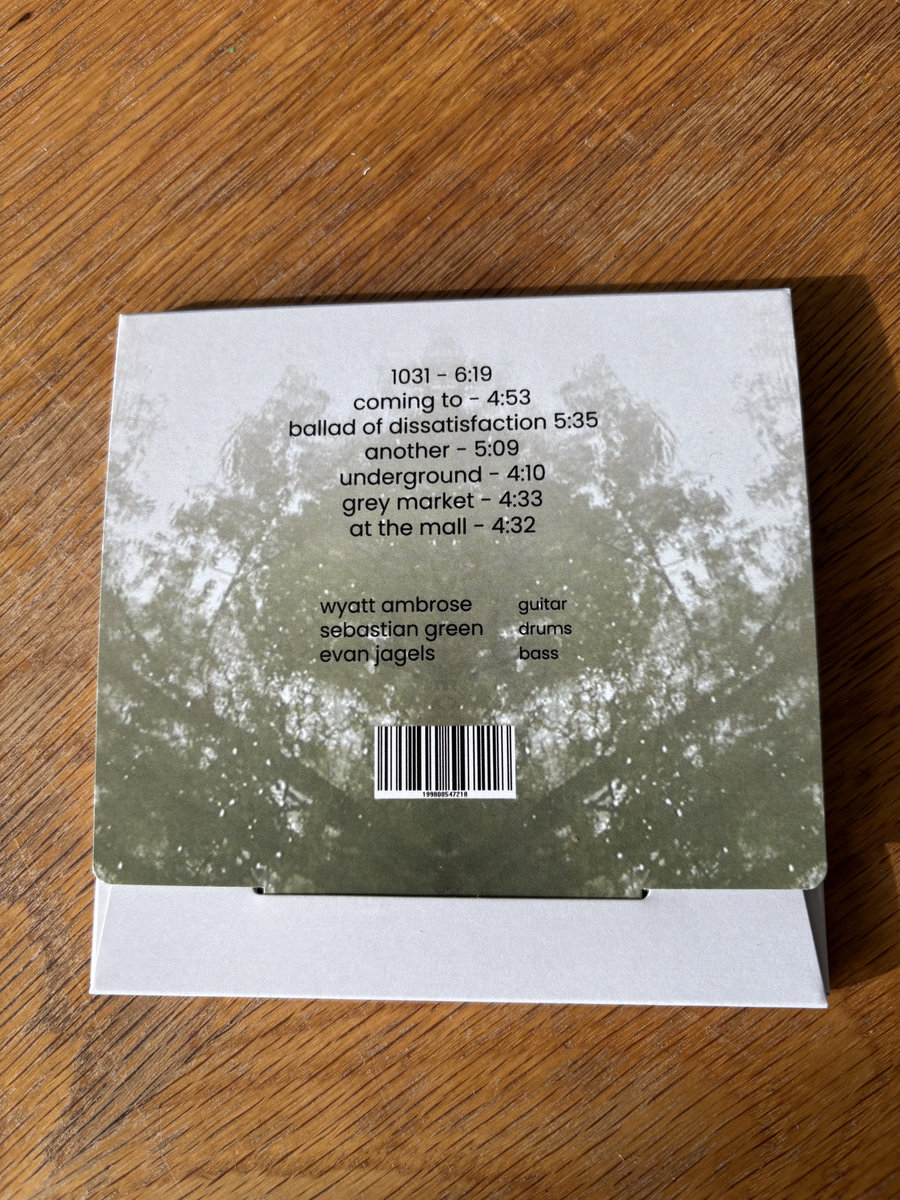 1031 - 6:19
coming to - 4:53
ballad of dissatisfaction 5:35
another - 5:09
underground - 4:10
grey market - 4:33
at the mall - 4:32
wyatt ambrose guitar
sebastian green drums
evan jagels bass
199800547218